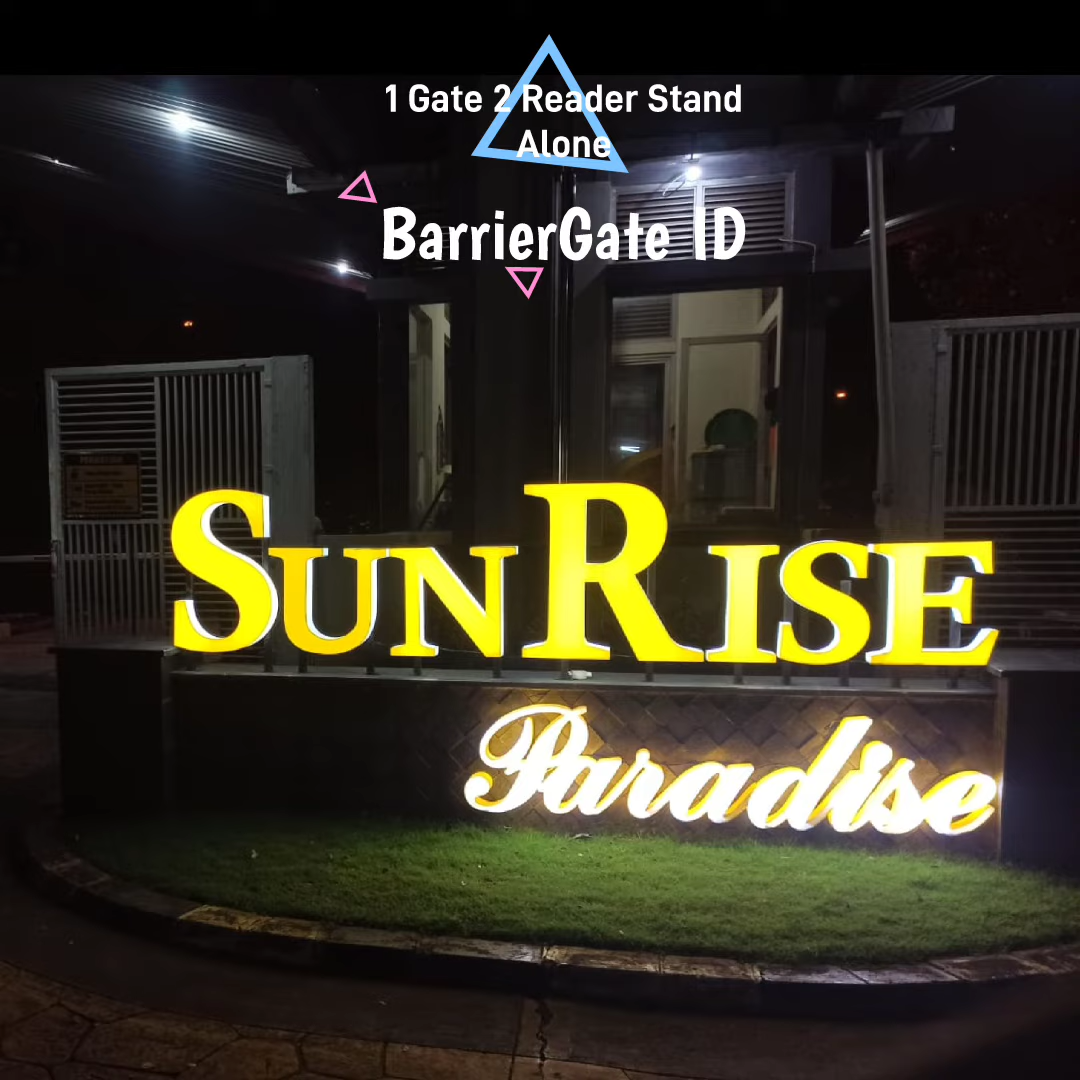 1 Gate 2 Reader Stand
Alone
BarrierGate ID
SUNRISE
Paradise